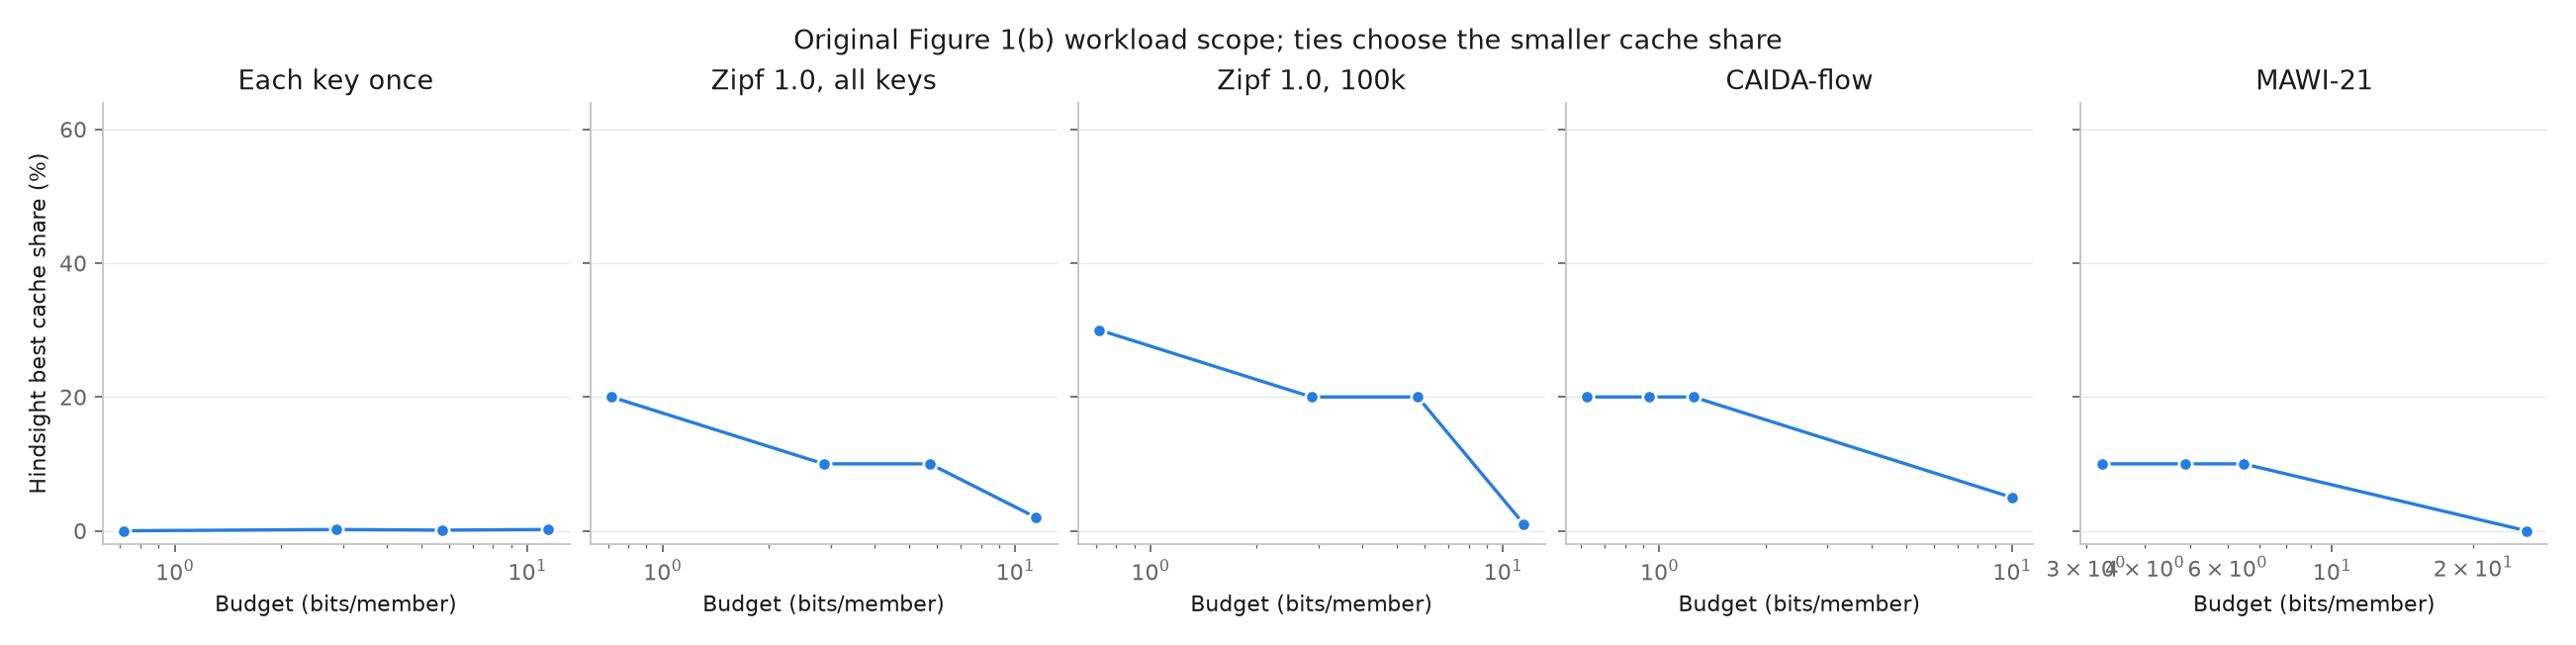 Original Figure 1(b) workload scope; ties choose the smaller cache share
Each key once
Zipf 1.0, all keys
Zipf 1.0, 100k
CAIDA-flow
MAWI-21
Hindsight best cache share (%)
60
40
20
0
10⁰ 10¹
10⁰ 10¹
10⁰ 10¹
10⁰ 10¹
3 × 10⁰ 4 × 10⁰ 6 × 10⁰ 10¹ 2 × 10¹
Budget (bits/member)
Budget (bits/member)
Budget (bits/member)
Budget (bits/member)
Budget (bits/member)